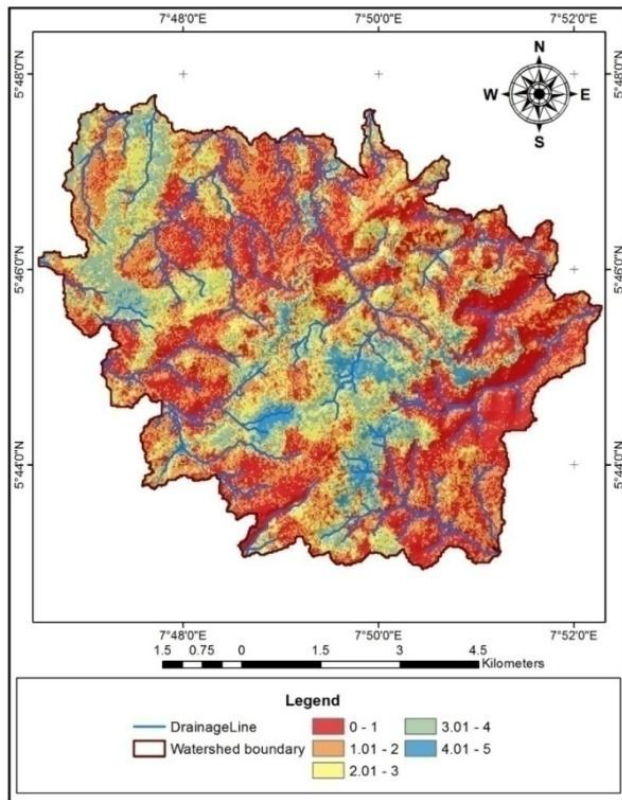 7°48'0"E 7°50'0"E 7°52'0"E
5°48'0"N 5°48'0"N
N
W E
S
5°46'0"N 5°46'0"N
5°44'0"N 5°44'0"N
7°48'0"E 7°50'0"E 7°52'0"E
1.5 0.75 0 1.5 3 4.5
Kilometers
Legend
DrainageLine 0 - 1 3.01 - 4
Watershed boundary 1.01 - 2 4.01 - 5
2.01 - 3